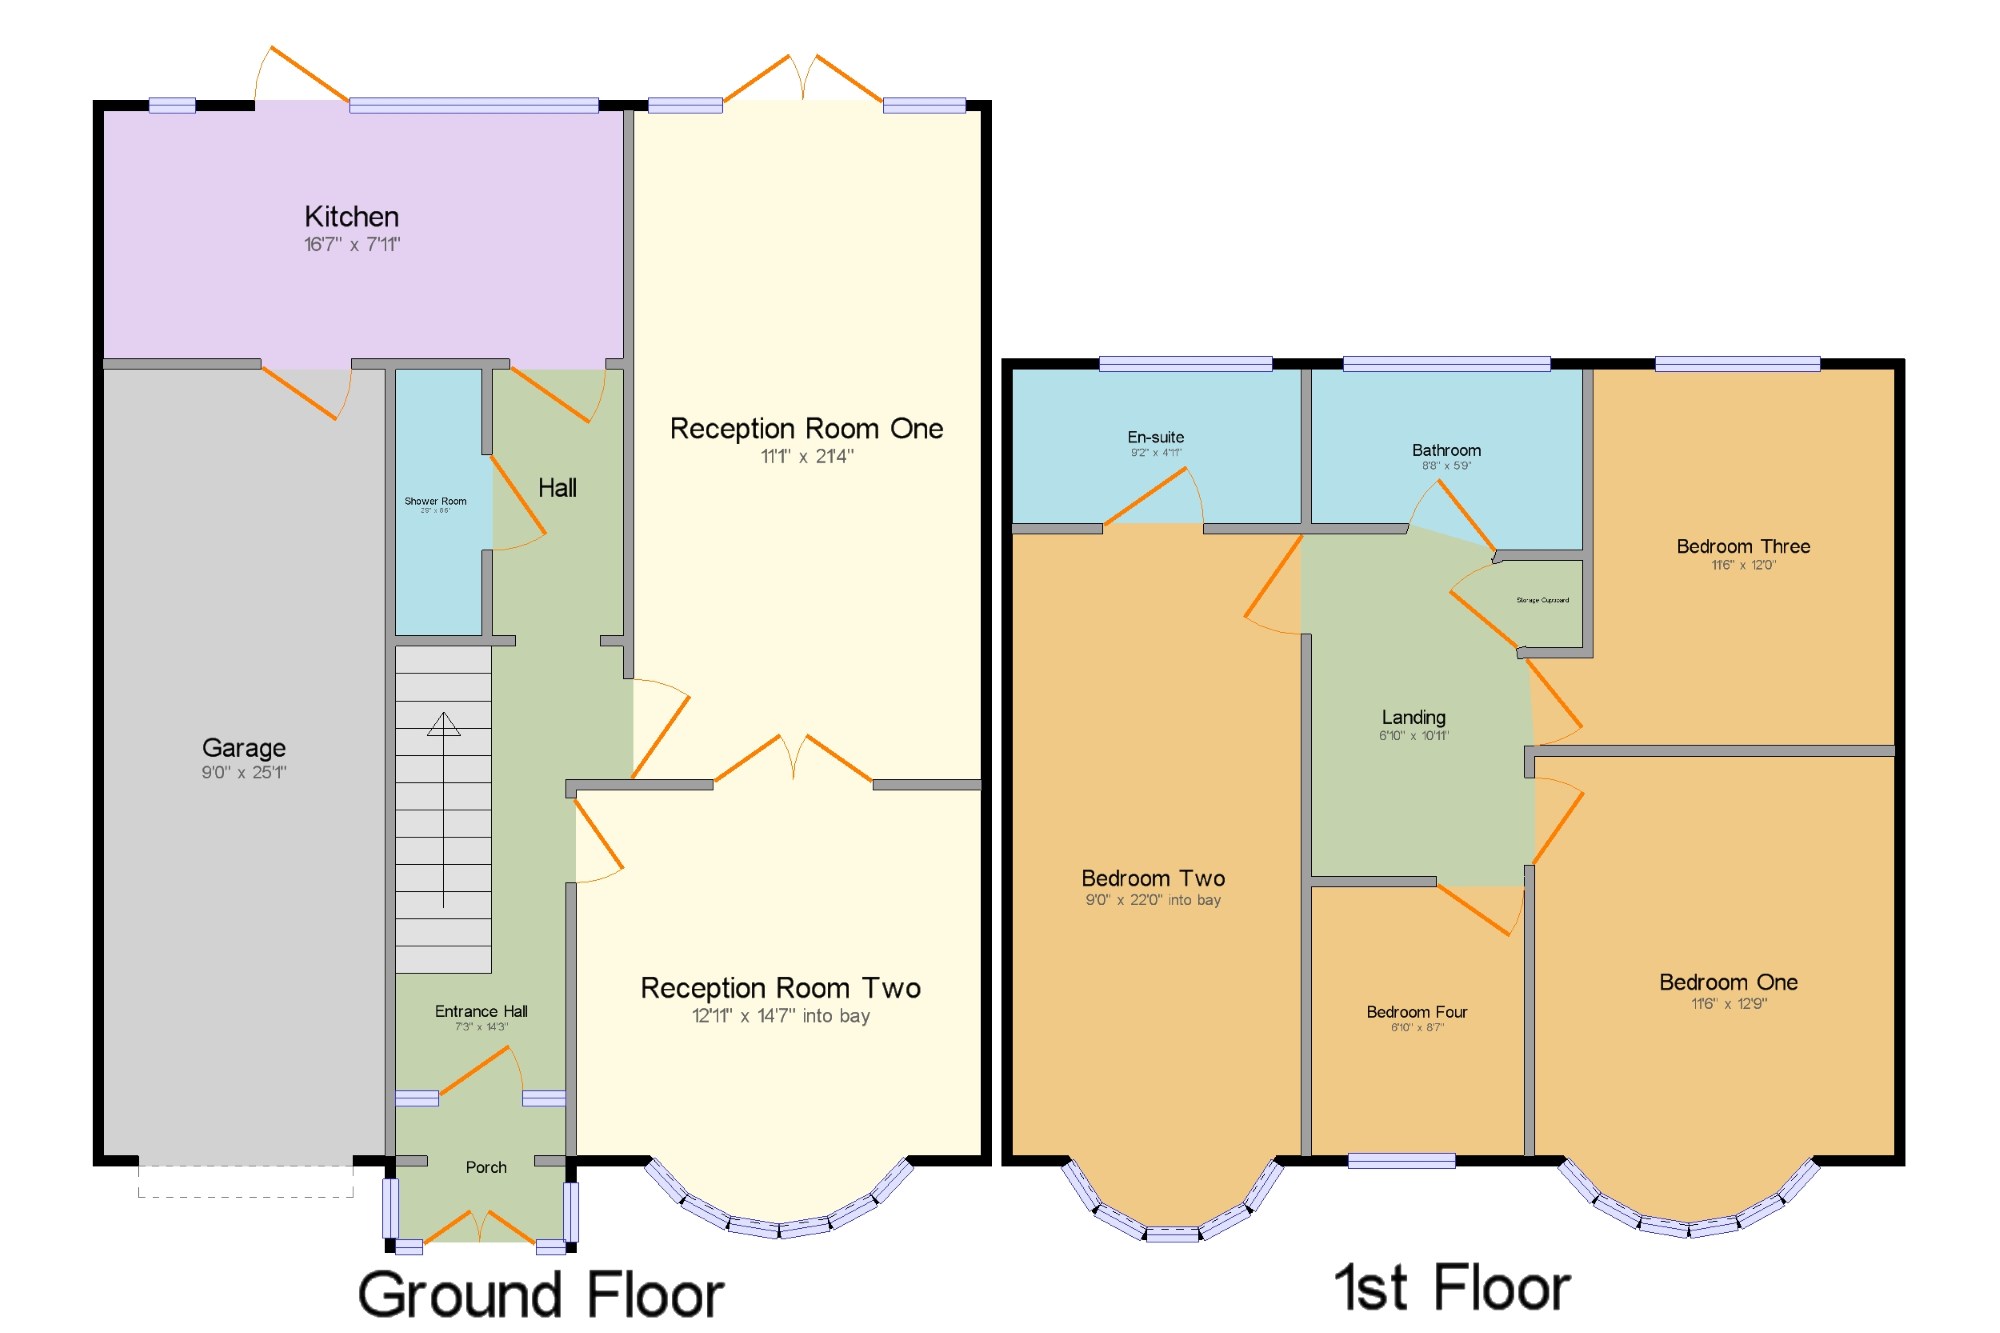 Kitchen
16'7" x 7'11"
Reception Room One
11'1" x 21'4"
Hall
Shower Room
2'9" x 8'6"
Garage
9'0" x 25'1"
Reception Room Two
12'11" x 14'7" into bay
Entrance Hall
7'3" x 14'3"
Porch
Ground Floor
En-suite
9'2" x 4'11"
Bathroom
8'8" x 5'9"
Bedroom Three
11'6" x 12'0"
Storage Cupboard
Landing
6'10" x 10'11"
Bedroom Two
9'0" x 22'0" into bay
Bedroom One
11'6" x 12'9"
Bedroom Four
6'10" x 8'7"
1st Floor